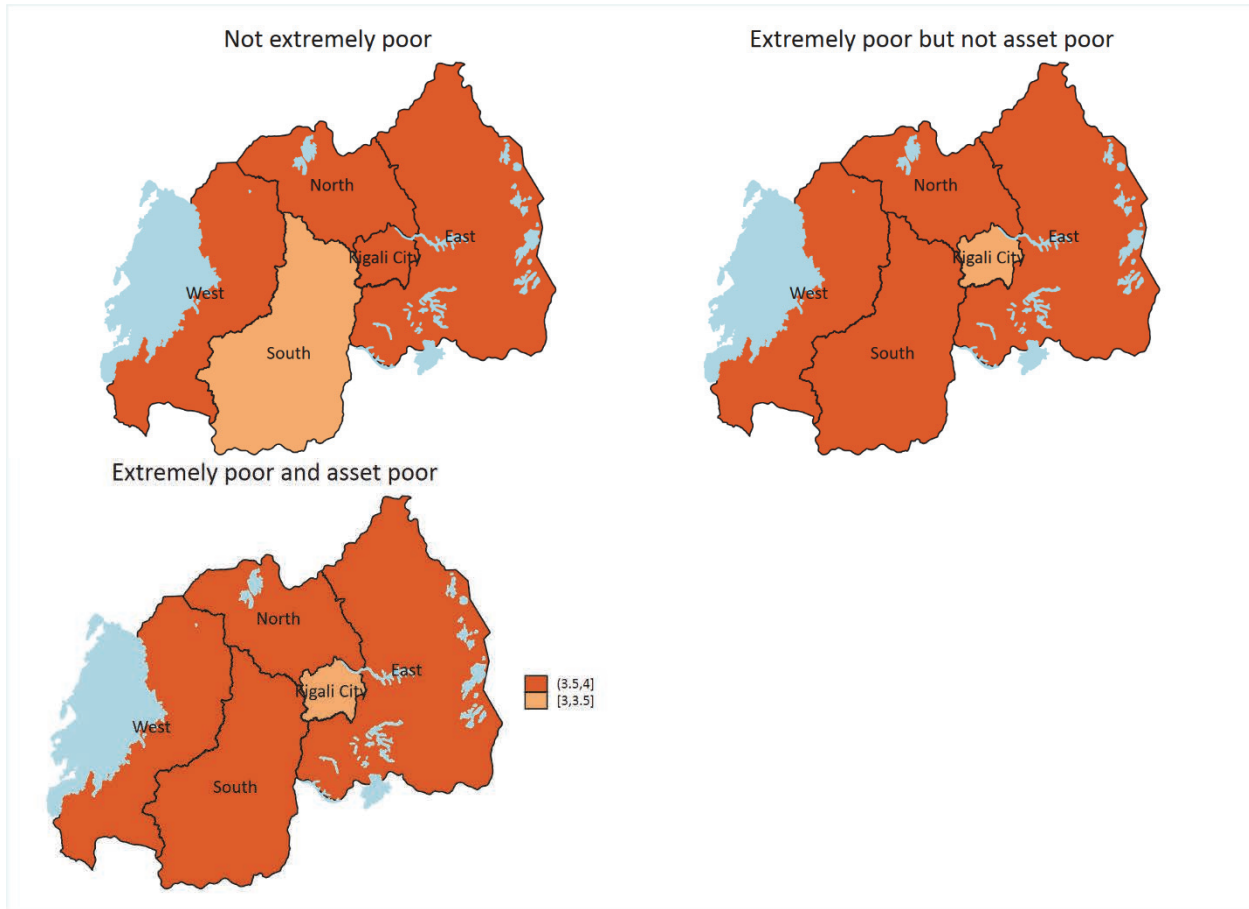 Not extremely poor
North
East
Kigali City
West
South
Extremely poor but not asset poor
North
East
Kigali City
West
South
Extremely poor and asset poor
North
East
Kigali City
West
South
(3.5,4]
[3,3.5]